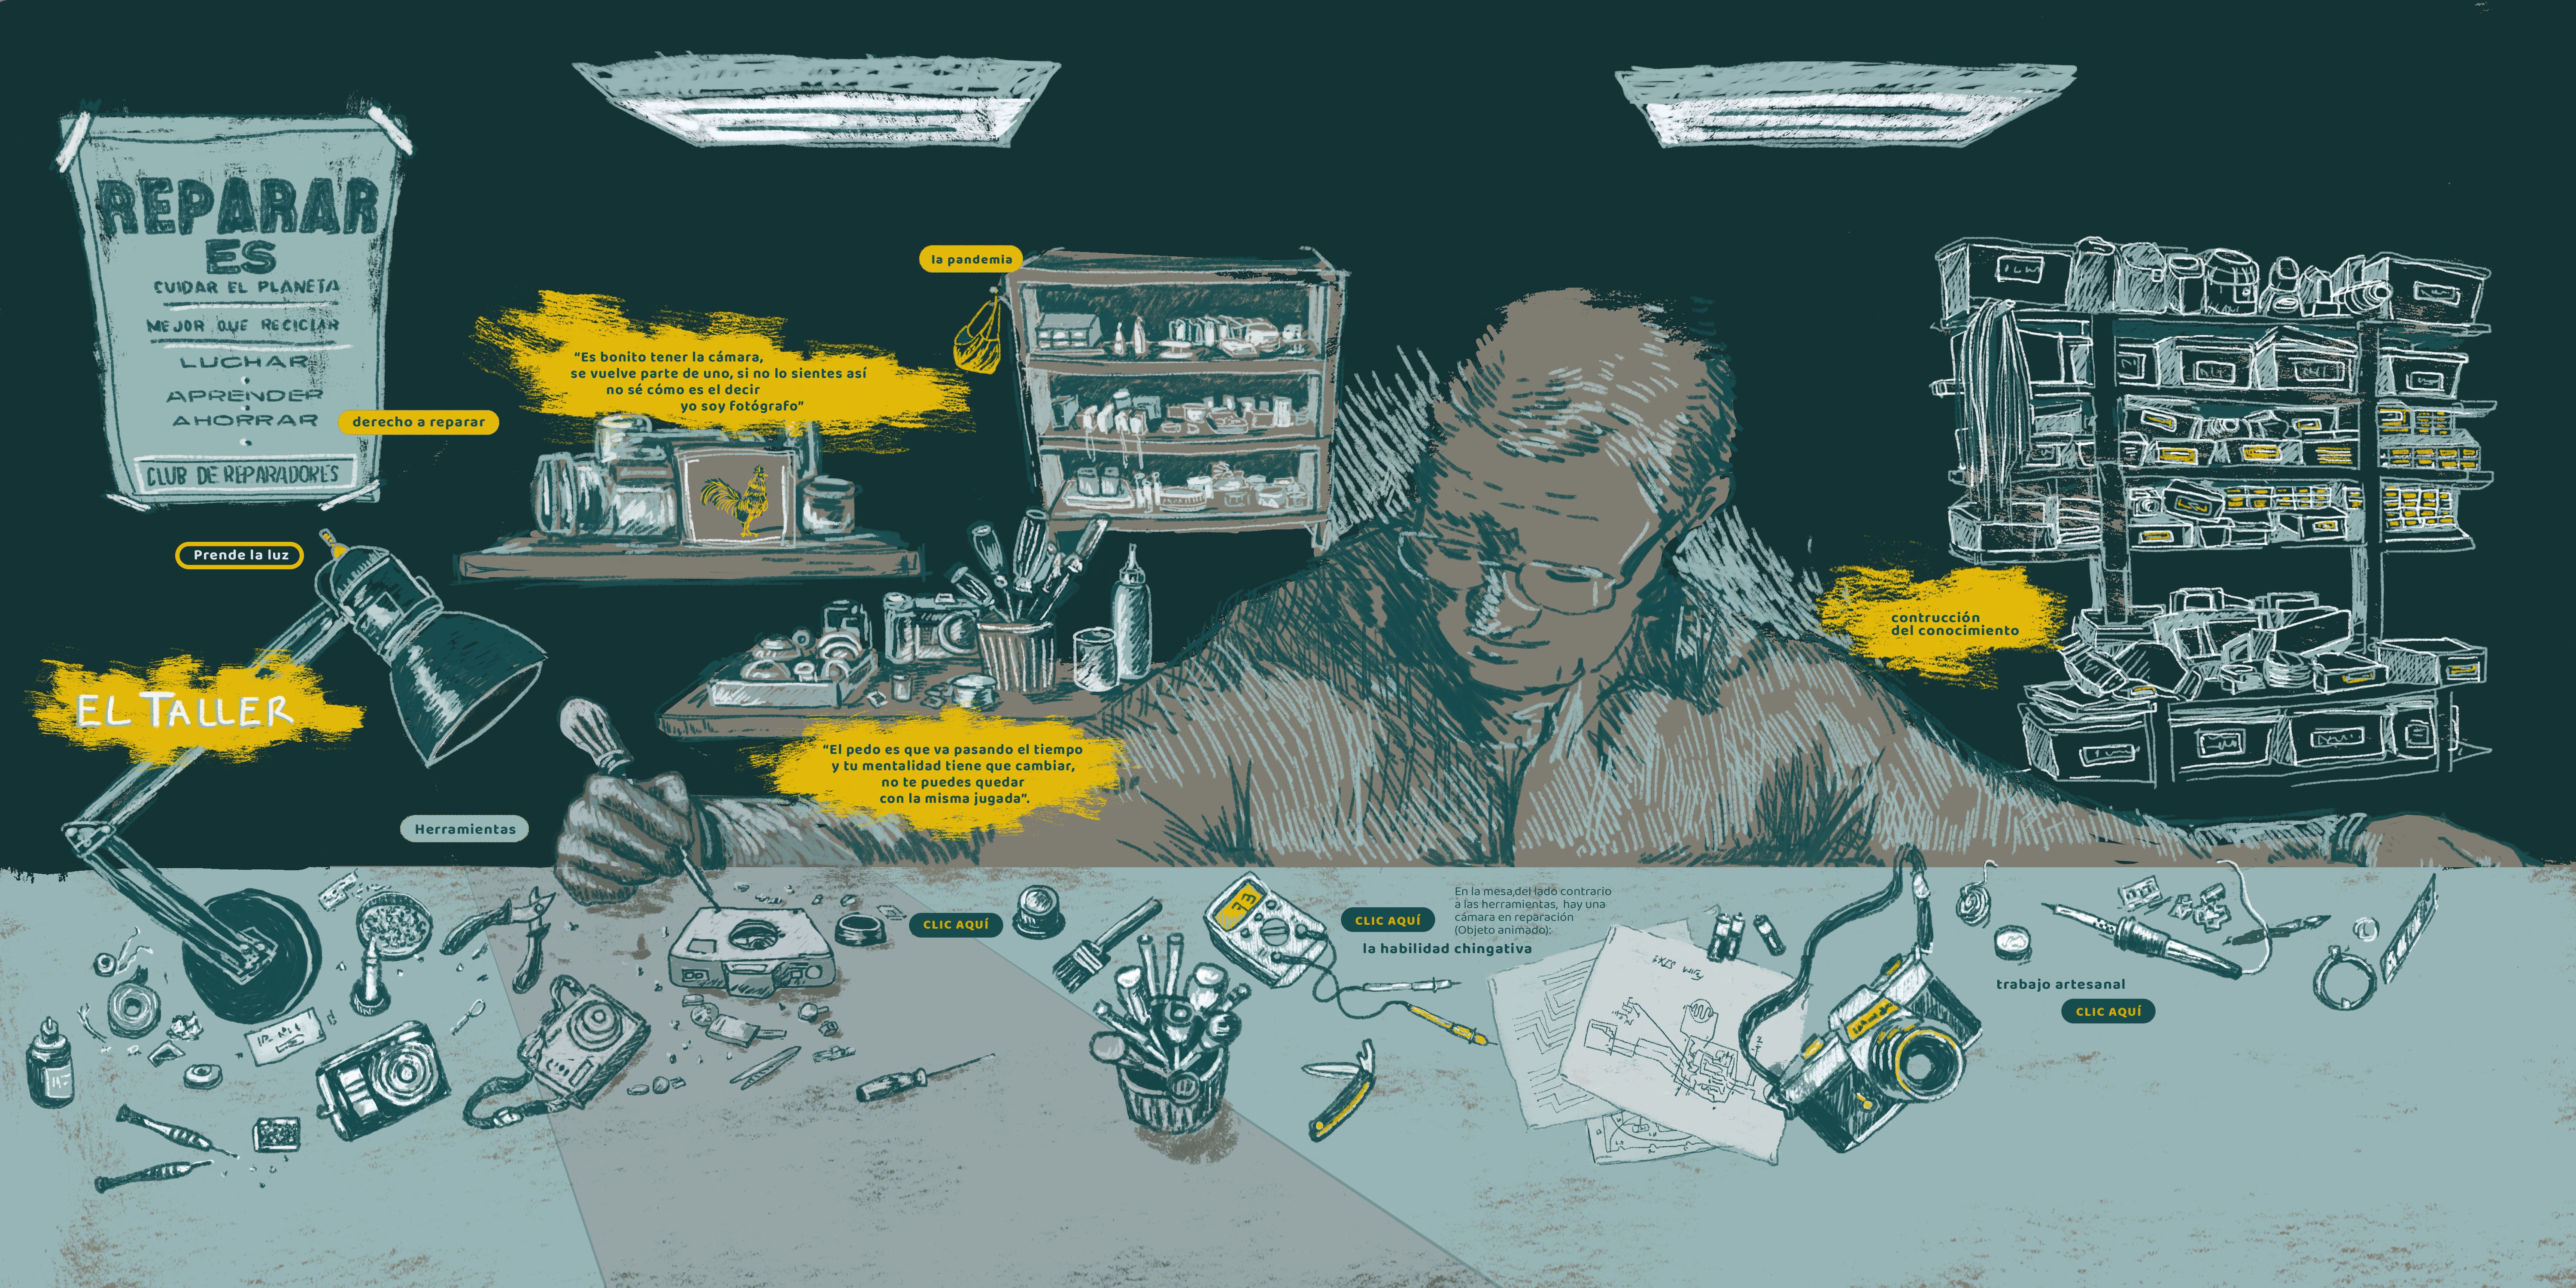 REPARAR
ES
CUIDAR EL PLANETA
MEJOR QUE RECICLAR
LUCHAR
APRENDER
AHORRAR
CLUB DE REPARADORES
derecho a reparar
Prende la luz
EL TALLER
Herramientas
“Es bonito tener la cámara,
se vuelve parte de uno, si no lo sientes así
no sé cómo es el decir
yo soy fotógrafo”
la pandemia
“El pedo es que va pasando el tiempo
y tu mentalidad tiene que cambiar,
no te puedes quedar
con la misma jugada”.
contrucción
del conocimiento
CLIC AQUÍ
CLIC AQUÍ
En la mesa,del lado contrario
a las herramientas, hay una
cámara en reparación
(Objeto animado):
la habilidad chingativa
trabajo artesanal
CLIC AQUÍ